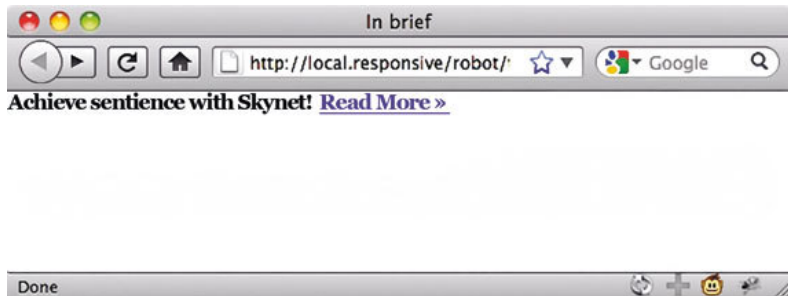 In brief
http://local.responsive/robot/
Google
Achieve sentience with Skynet! Read More »
Done